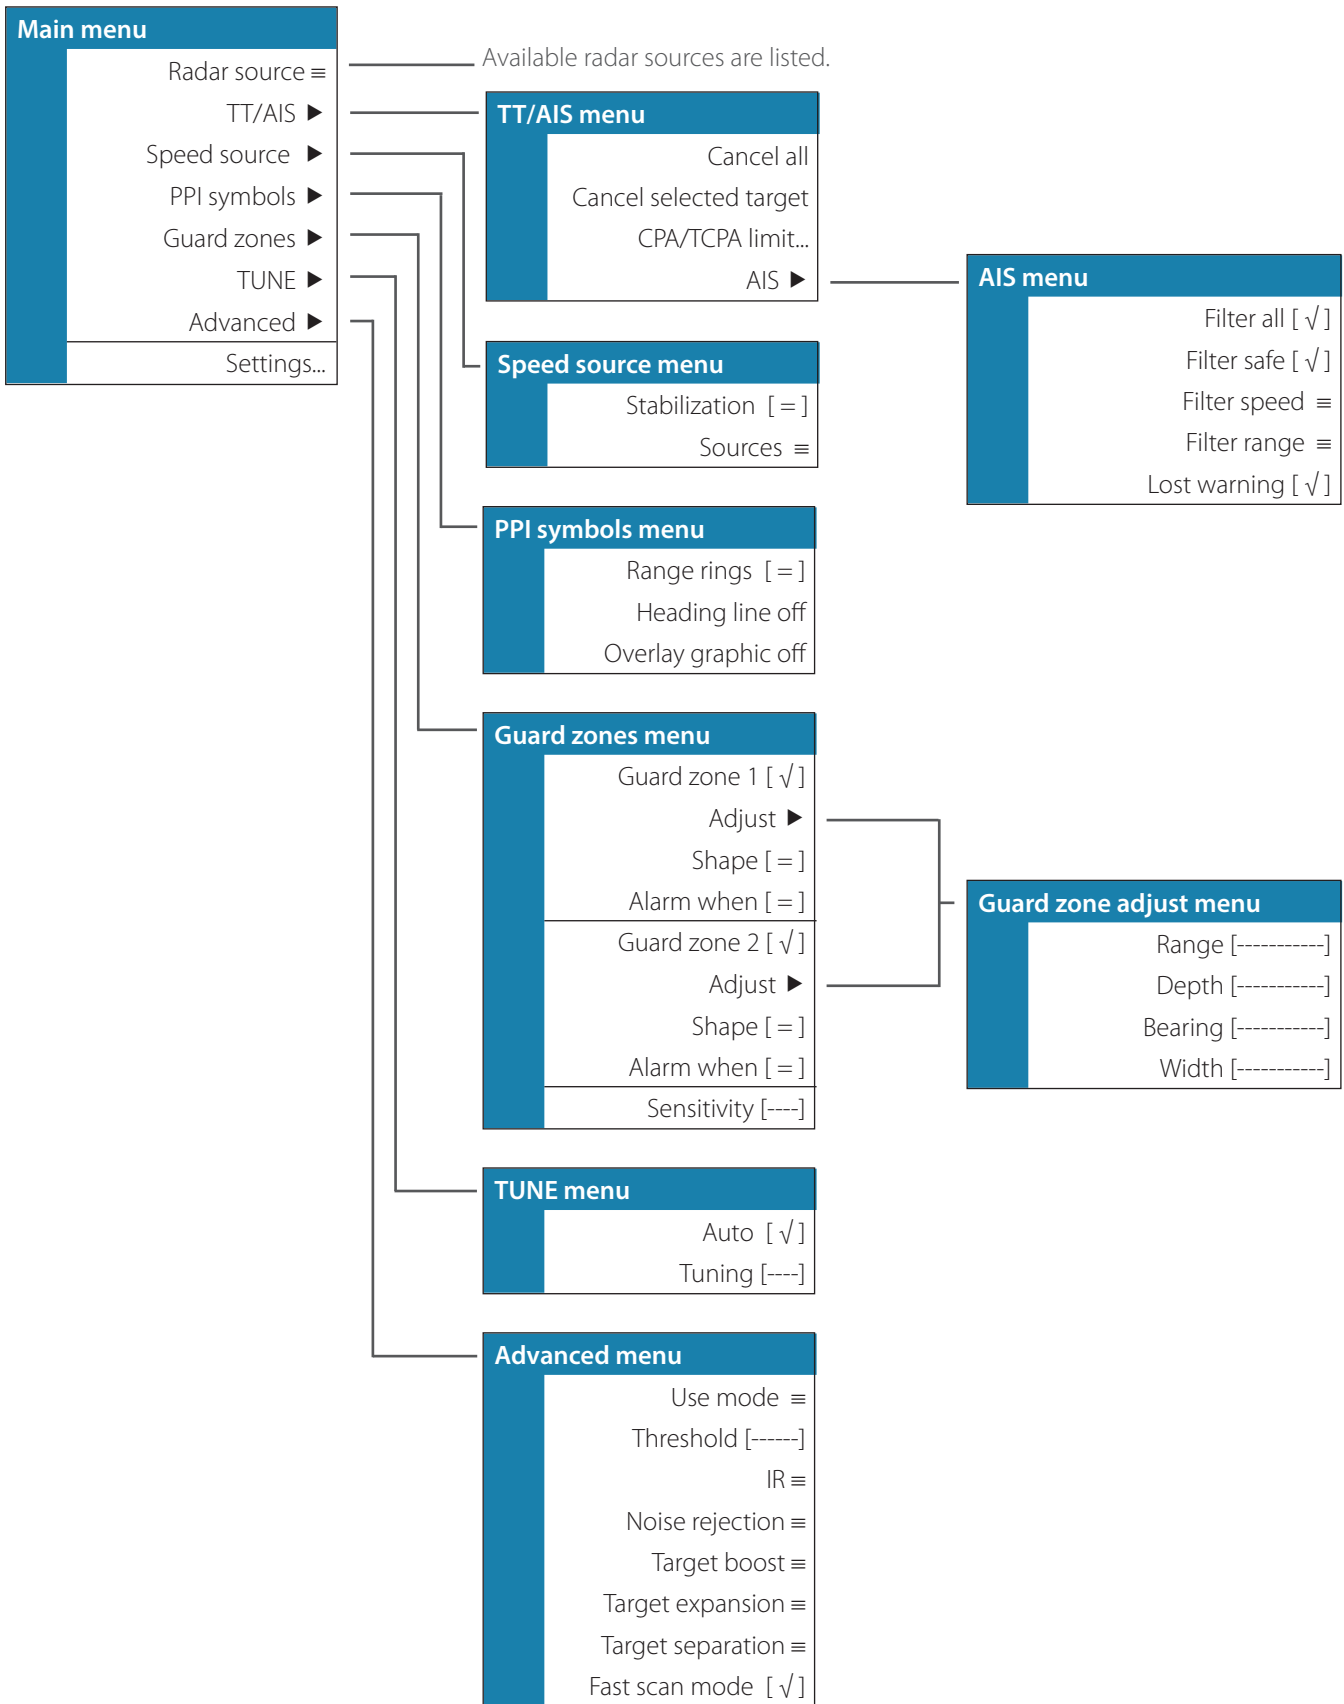 Main menu
Radar source ≡
TT/AIS ▶
Speed source ▶
PPI symbols ▶
Guard zones ▶
TUNE ▶
Advanced ▶
Settings...
Available radar sources are listed.
TT/AIS menu
Cancel all
Cancel selected target
CPA/TCPA limit...
AIS ▶
AIS menu
Filter all [ √ ]
Filter safe [ √ ]
Filter speed ≡
Filter range ≡
Lost warning [ √ ]
Speed source menu
Stabilization [ = ]
Sources ≡
PPI symbols menu
Range rings [ = ]
Heading line off
Overlay graphic off
Guard zones menu
Guard zone 1 [ √ ]
Adjust ▶
Shape [ = ]
Alarm when [ = ]
Guard zone 2 [ √ ]
Adjust ▶
Shape [ = ]
Alarm when [ = ]
Sensitivity [----]
Guard zone adjust menu
Range [-----------]
Depth [-----------]
Bearing [-----------]
Width [-----------]
TUNE menu
Auto [ √ ]
Tuning [----]
Advanced menu
Use mode ≡
Threshold [------]
IR ≡
Noise rejection ≡
Target boost ≡
Target expansion ≡
Target separation ≡
Fast scan mode [ √ ]